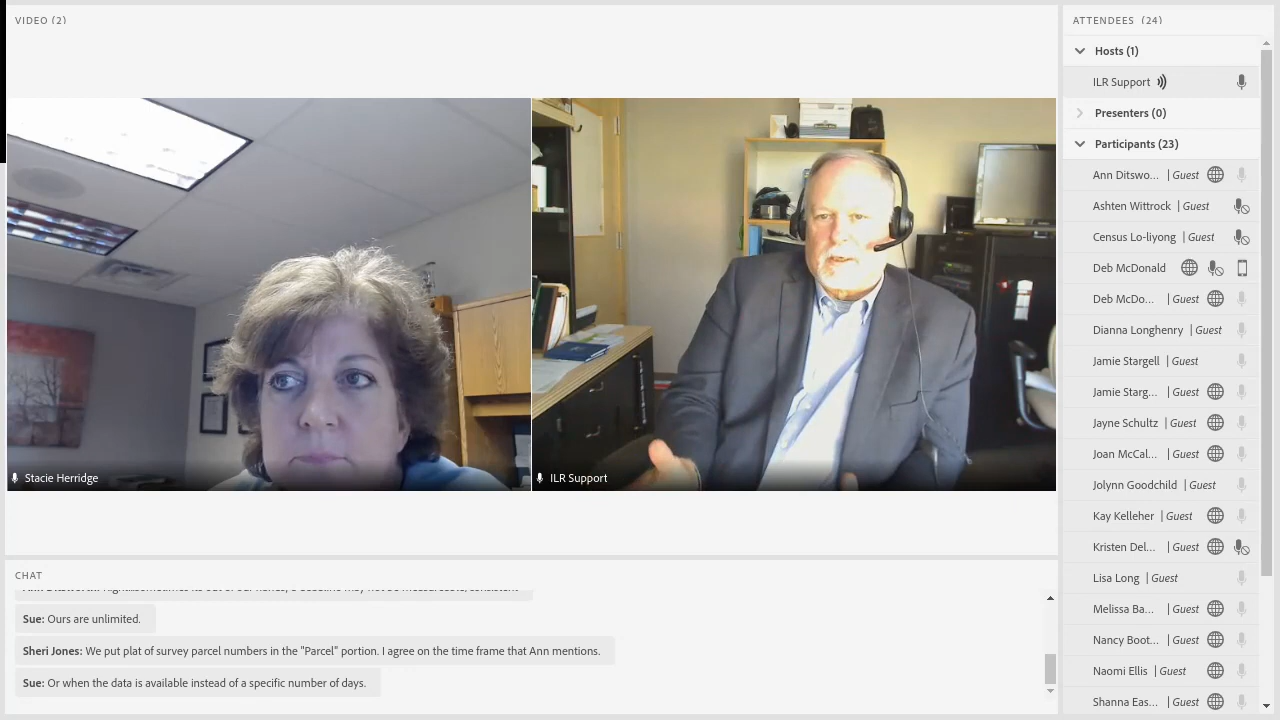 VIDEO (2)
Stacie Herridge
ILR Support
CHAT
Sue: Ours are unlimited.
Sheri Jones: We put plat of survey parcel numbers in the "Parcel" portion. I agree on the time frame that Ann mentions.
Sue: Or when the data is available instead of a specific number of days.
ATTENDEES (24)
Hosts (1)
ILR Support
Presenters (0)
Participants (23)
Ann Ditswo... | Guest
Ashten Wittrock | Guest
Census Lo-liyong | Guest
Deb McDonald
Deb McDo... | Guest
Dianna Longhenry | Guest
Jamie Stargell | Guest
Jamie Starg... | Guest
Jayne Schultz | Guest
Joan McCal... | Guest
Jolynn Goodchild | Guest
Kay Kelleher | Guest
Kristen Del... | Guest
Lisa Long | Guest
Melissa Ba... | Guest
Nancy Boot... | Guest
Naomi Ellis | Guest
Shanna Eas... | Guest